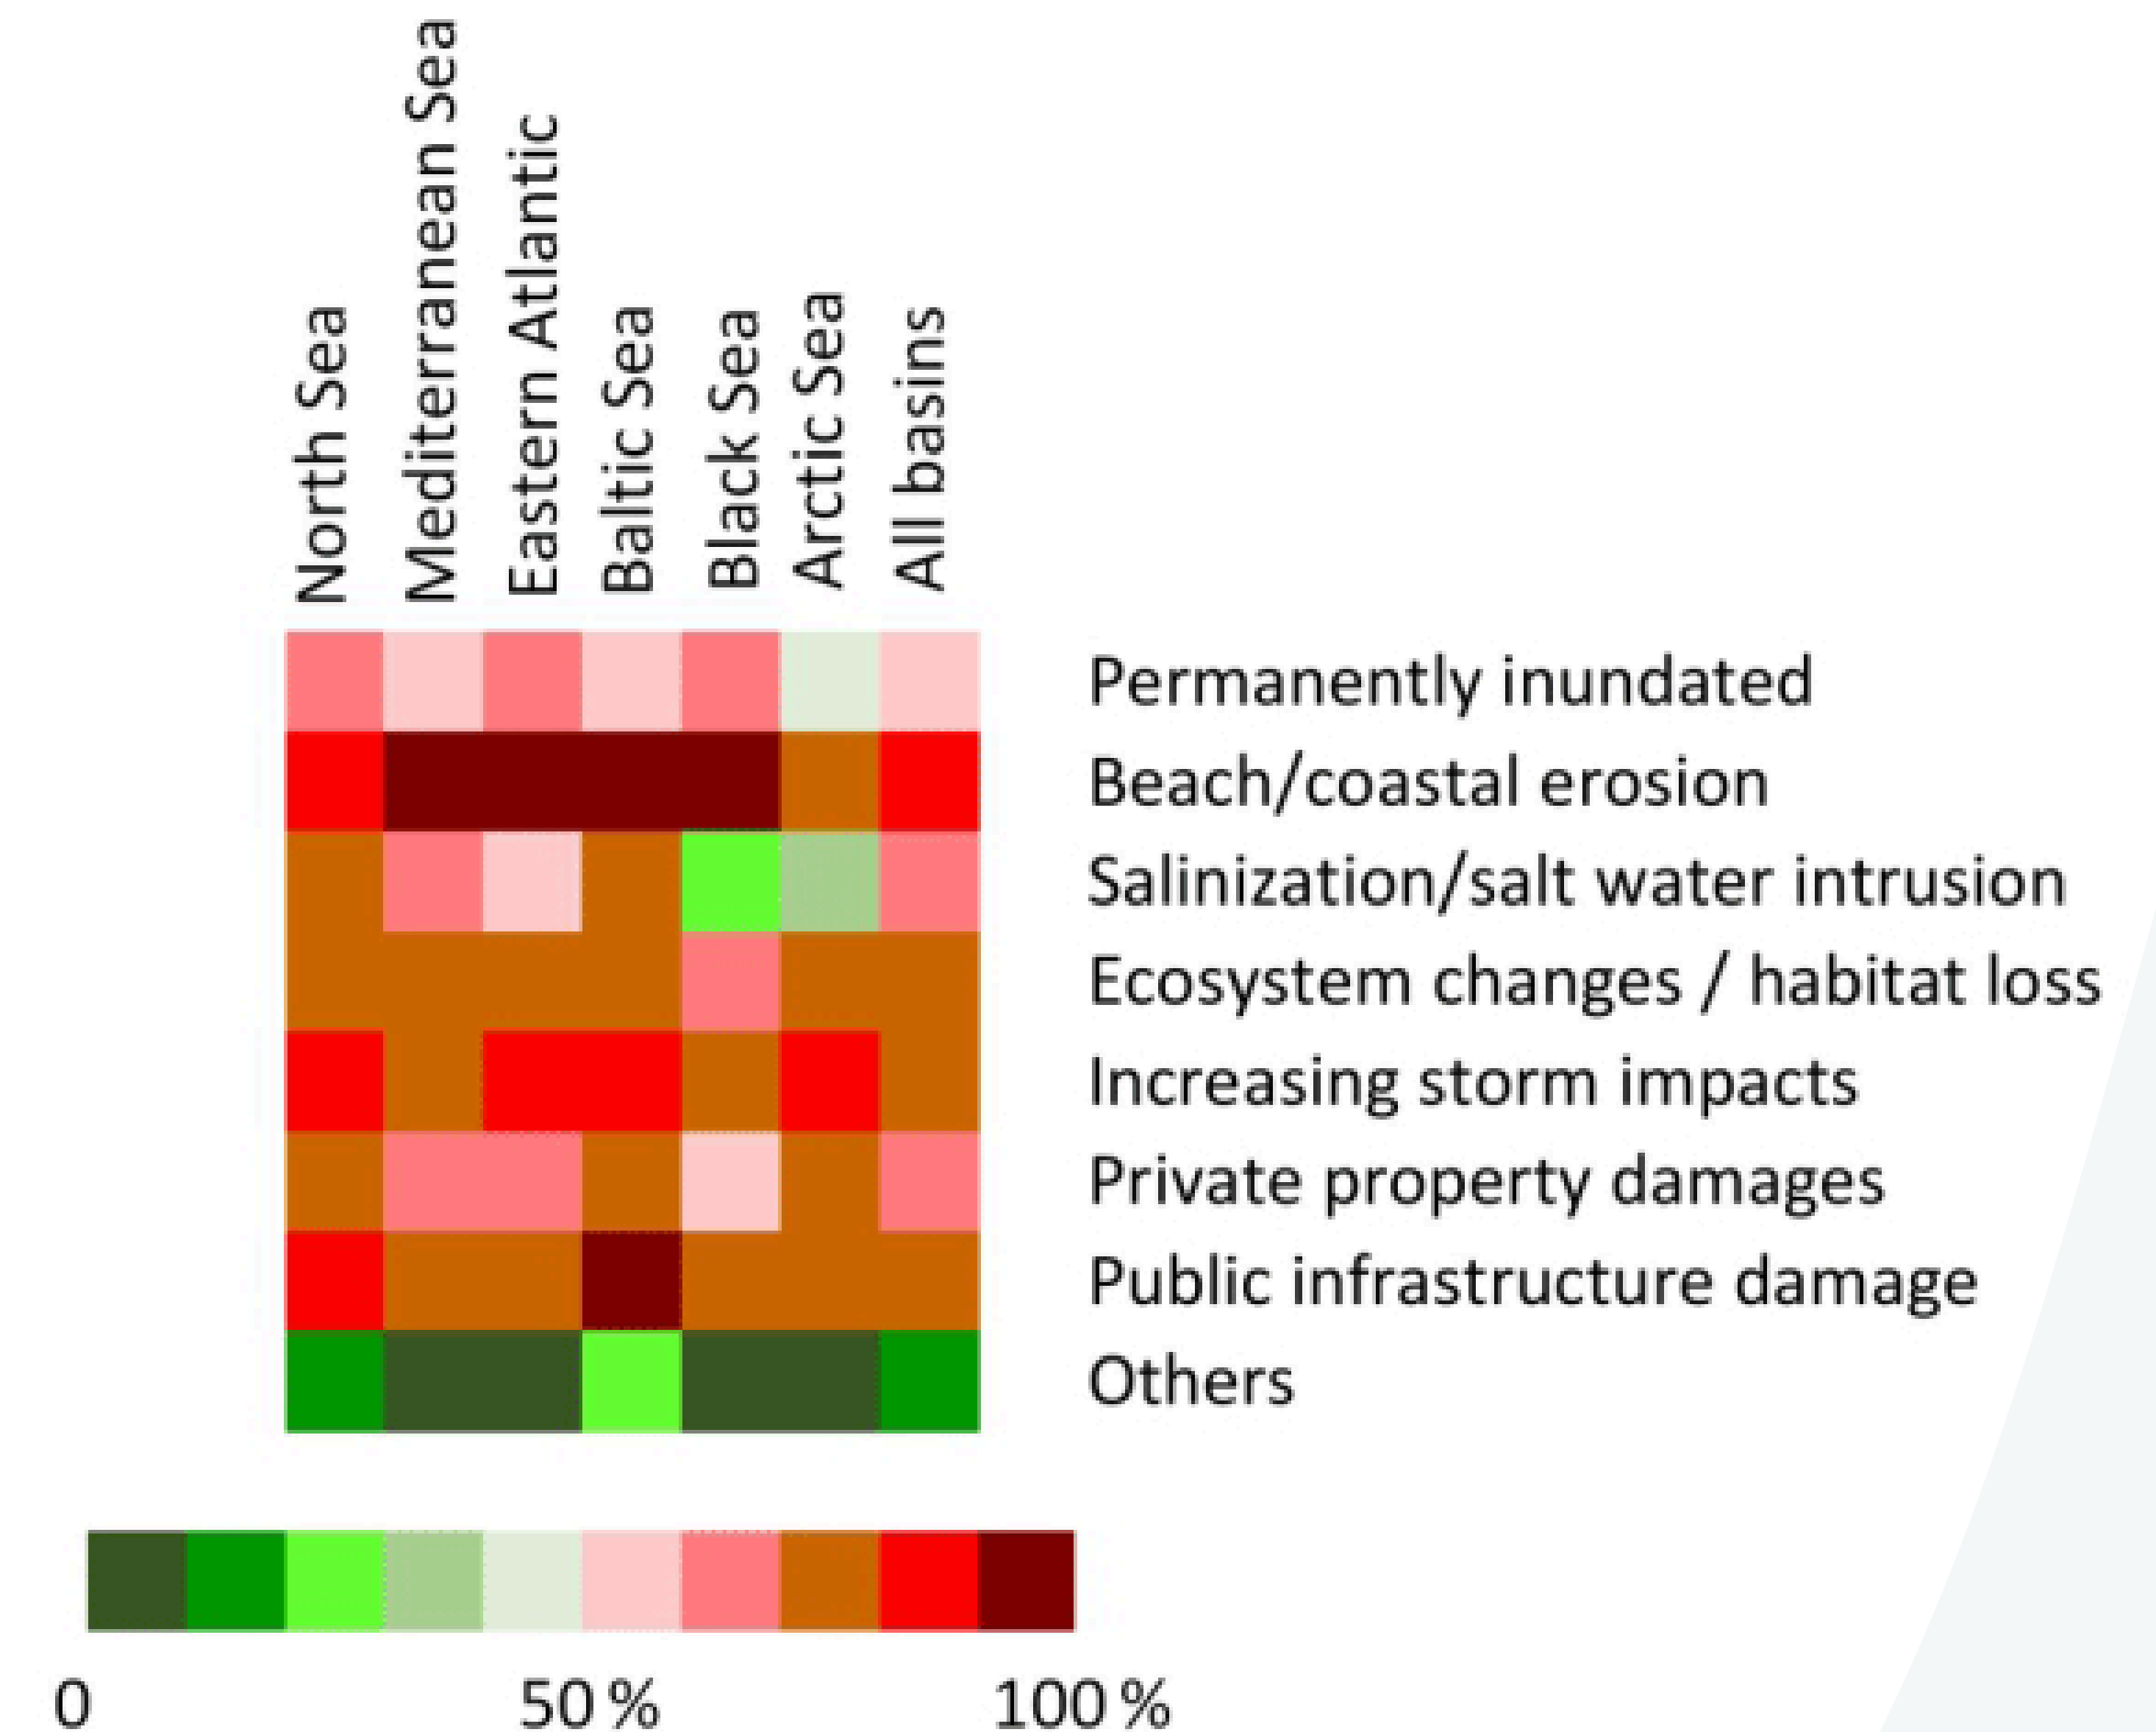 North Sea
Mediterranean Sea
Eastern Atlantic
Baltic Sea
Black Sea
Arctic Sea
All basins
Permanently inundated
Beach/coastal erosion
Salinization/salt water intrusion
Ecosystem changes / habitat loss
Increasing storm impacts
Private property damages
Public infrastructure damage
Others
0 50 % 100 %